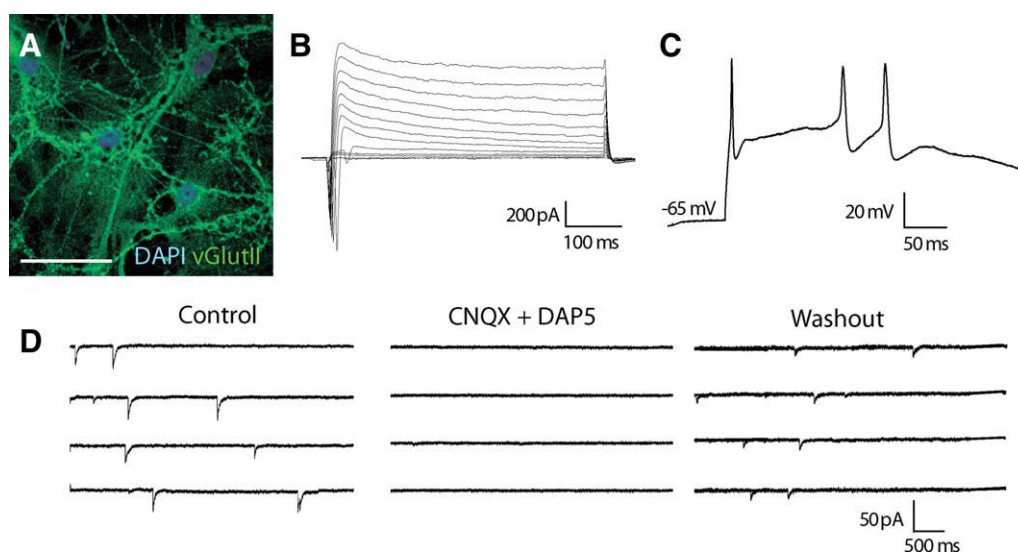 A
DAPI vGlutII
B
200 pA
100 ms
C
-65 mV
20 mV
50 ms
D
Control
CNQX + DAP5
Washout
50 pA
500 ms